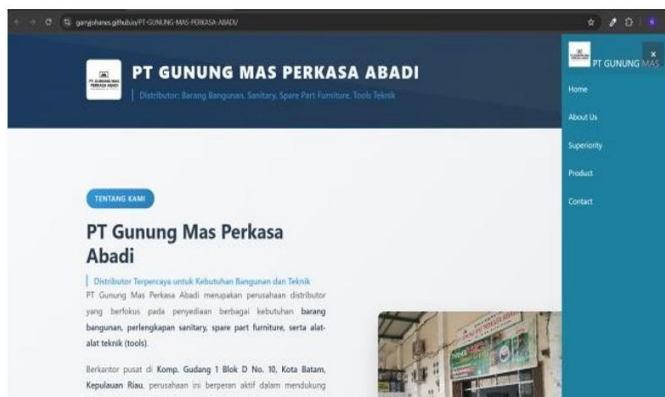 PT GUNUNG MAS PERKASA ABADI
Distributor: Barang Bangunan, Sanitary, Spare Part Furniture, Tools Teknik
PT GUNUNG MAS
Home
About Us
Superiority
Product
Contact
TENTANG KAMI
PT Gunung Mas Perkasa
Abadi
Distributor Terpercaya untuk Kebutuhan Bangunan dan Teknik
PT Gunung Mas Perkasa Abadi merupakan perusahaan distributor
yang berfokus pada penyediaan berbagai kebutuhan barang
bangunan, perlengkapan sanitary, spare part furniture, serta alat-
alat teknik (tools).
Berkantor pusat di Komp. Gudang 1 Blok D No. 10, Kota Batam,
Kepulauan Riau, perusahaan ini berperan aktif dalam mendukung